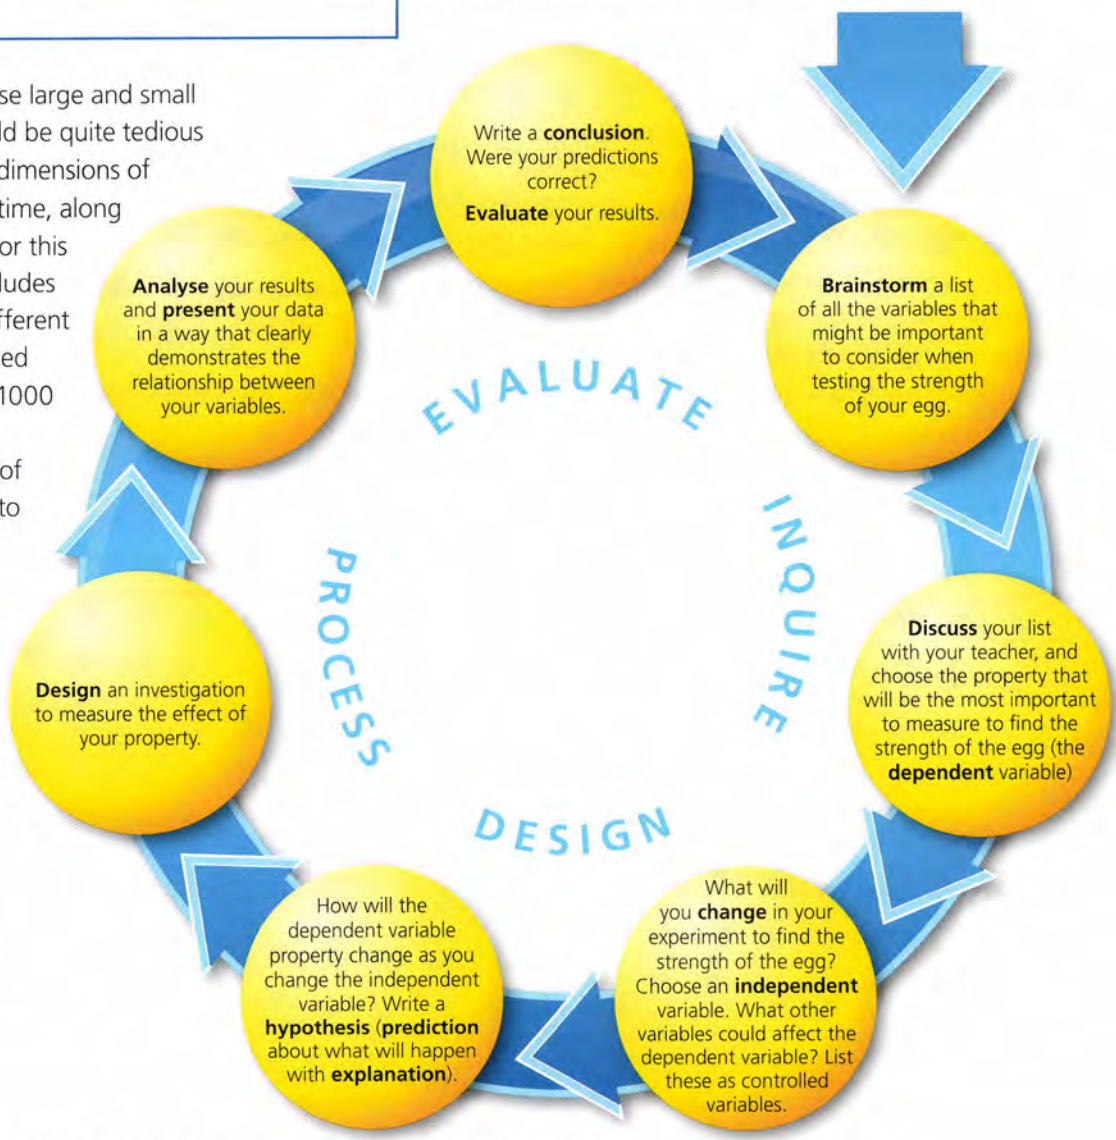 se large and small
ld be quite tedious
dimensions of
time, along
or this
ludes
fferent
ed
1000
of
to
Write a conclusion.
Were your predictions
correct?
Evaluate your results.
Brainstorm a list
of all the variables that
might be important
to consider when
testing the strength
of your egg.
Discuss your list
with your teacher, and
choose the property that
will be the most important
to measure to find the
strength of the egg (the
dependent variable)
What will
you change in your
experiment to find the
strength of the egg?
Choose an independent
variable. What other
variables could affect the
dependent variable? List
these as controlled
variables.
How will the
dependent variable
property change as you
change the independent
variable? Write a
hypothesis (prediction
about what will happen
with explanation).
Design an investigation
to measure the effect of
your property.
Analyse your results
and present your data
in a way that clearly
demonstrates the
relationship between
your variables.
EVALUATE
INQUIRE
DESIGN
PROCESS